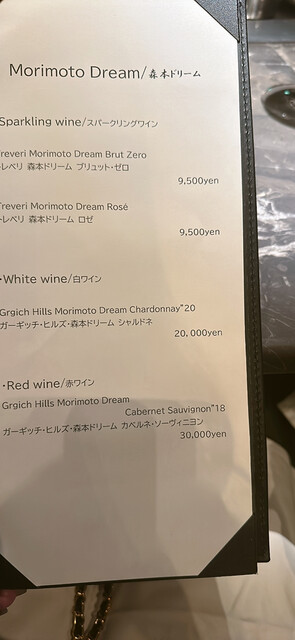 Morimoto Dream/森本ドリーム
Sparkling wine/スパークリングワイン
reveri Morimoto Dream Brut Zero
トレベリ 森本ドリーム ブリュット・ゼロ
9,500yen
Treveri Morimoto Dream Rosé
トレベリ 森本ドリーム ロゼ
9,500yen
・White wine/白ワイン
Grgich Hills Morimoto Dream Chardonnay"20
ガーギッチ・ヒルズ・森本ドリーム シャルドネ
20,000yen
・Red wine/赤ワイン
Grgich Hills Morimoto Dream
Cabernet Sauvignon"18
ガーギッチ・ヒルズ・森本ドリーム カベルネ・ソーヴィニヨン
30,000yen